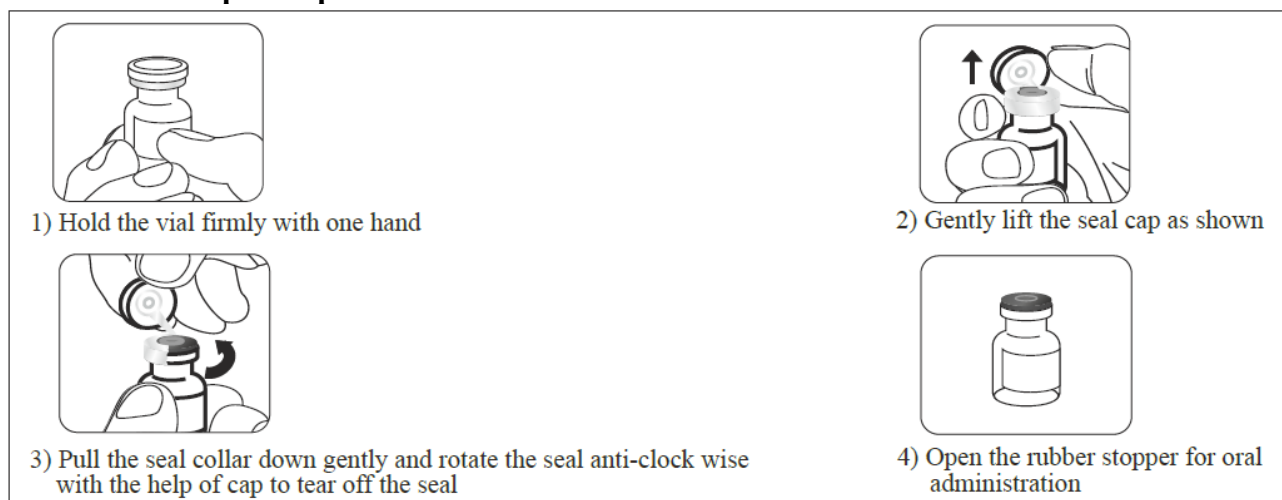 1) Hold the vial firmly with one hand
2) Gently lift the seal cap as shown
3) Pull the seal collar down gently and rotate the seal anti-clock wise
with the help of cap to tear off the seal
4) Open the rubber stopper for oral
administration